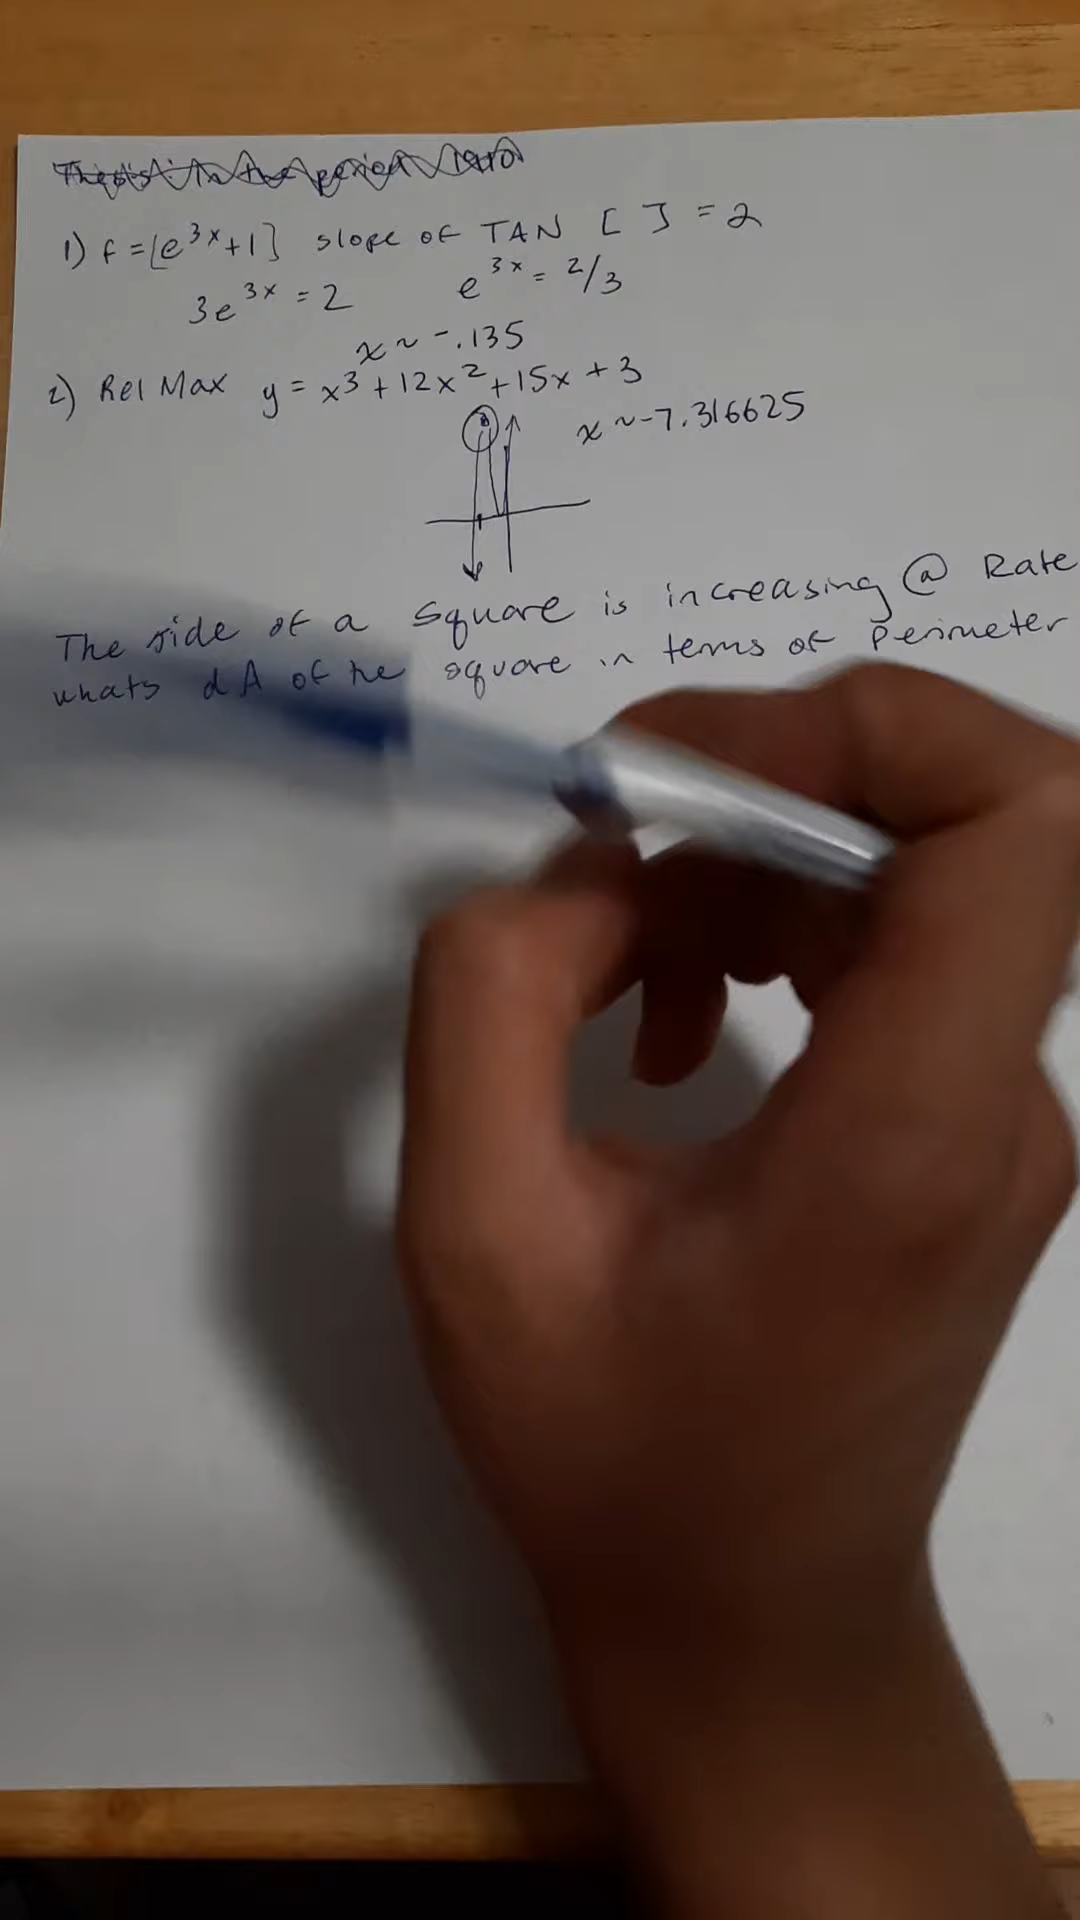 1) f = [e^3x + 1] slope of TAN [ ] = 2
3e^3x = 2 e^3x = 2/3
x ~ -.135
2) Rel Max y = x^3 + 12x^2 + 15x + 3
x ~ -7.316625
The side of a square is increasing @ Rate
whats dA of the square in terms of Perimeter